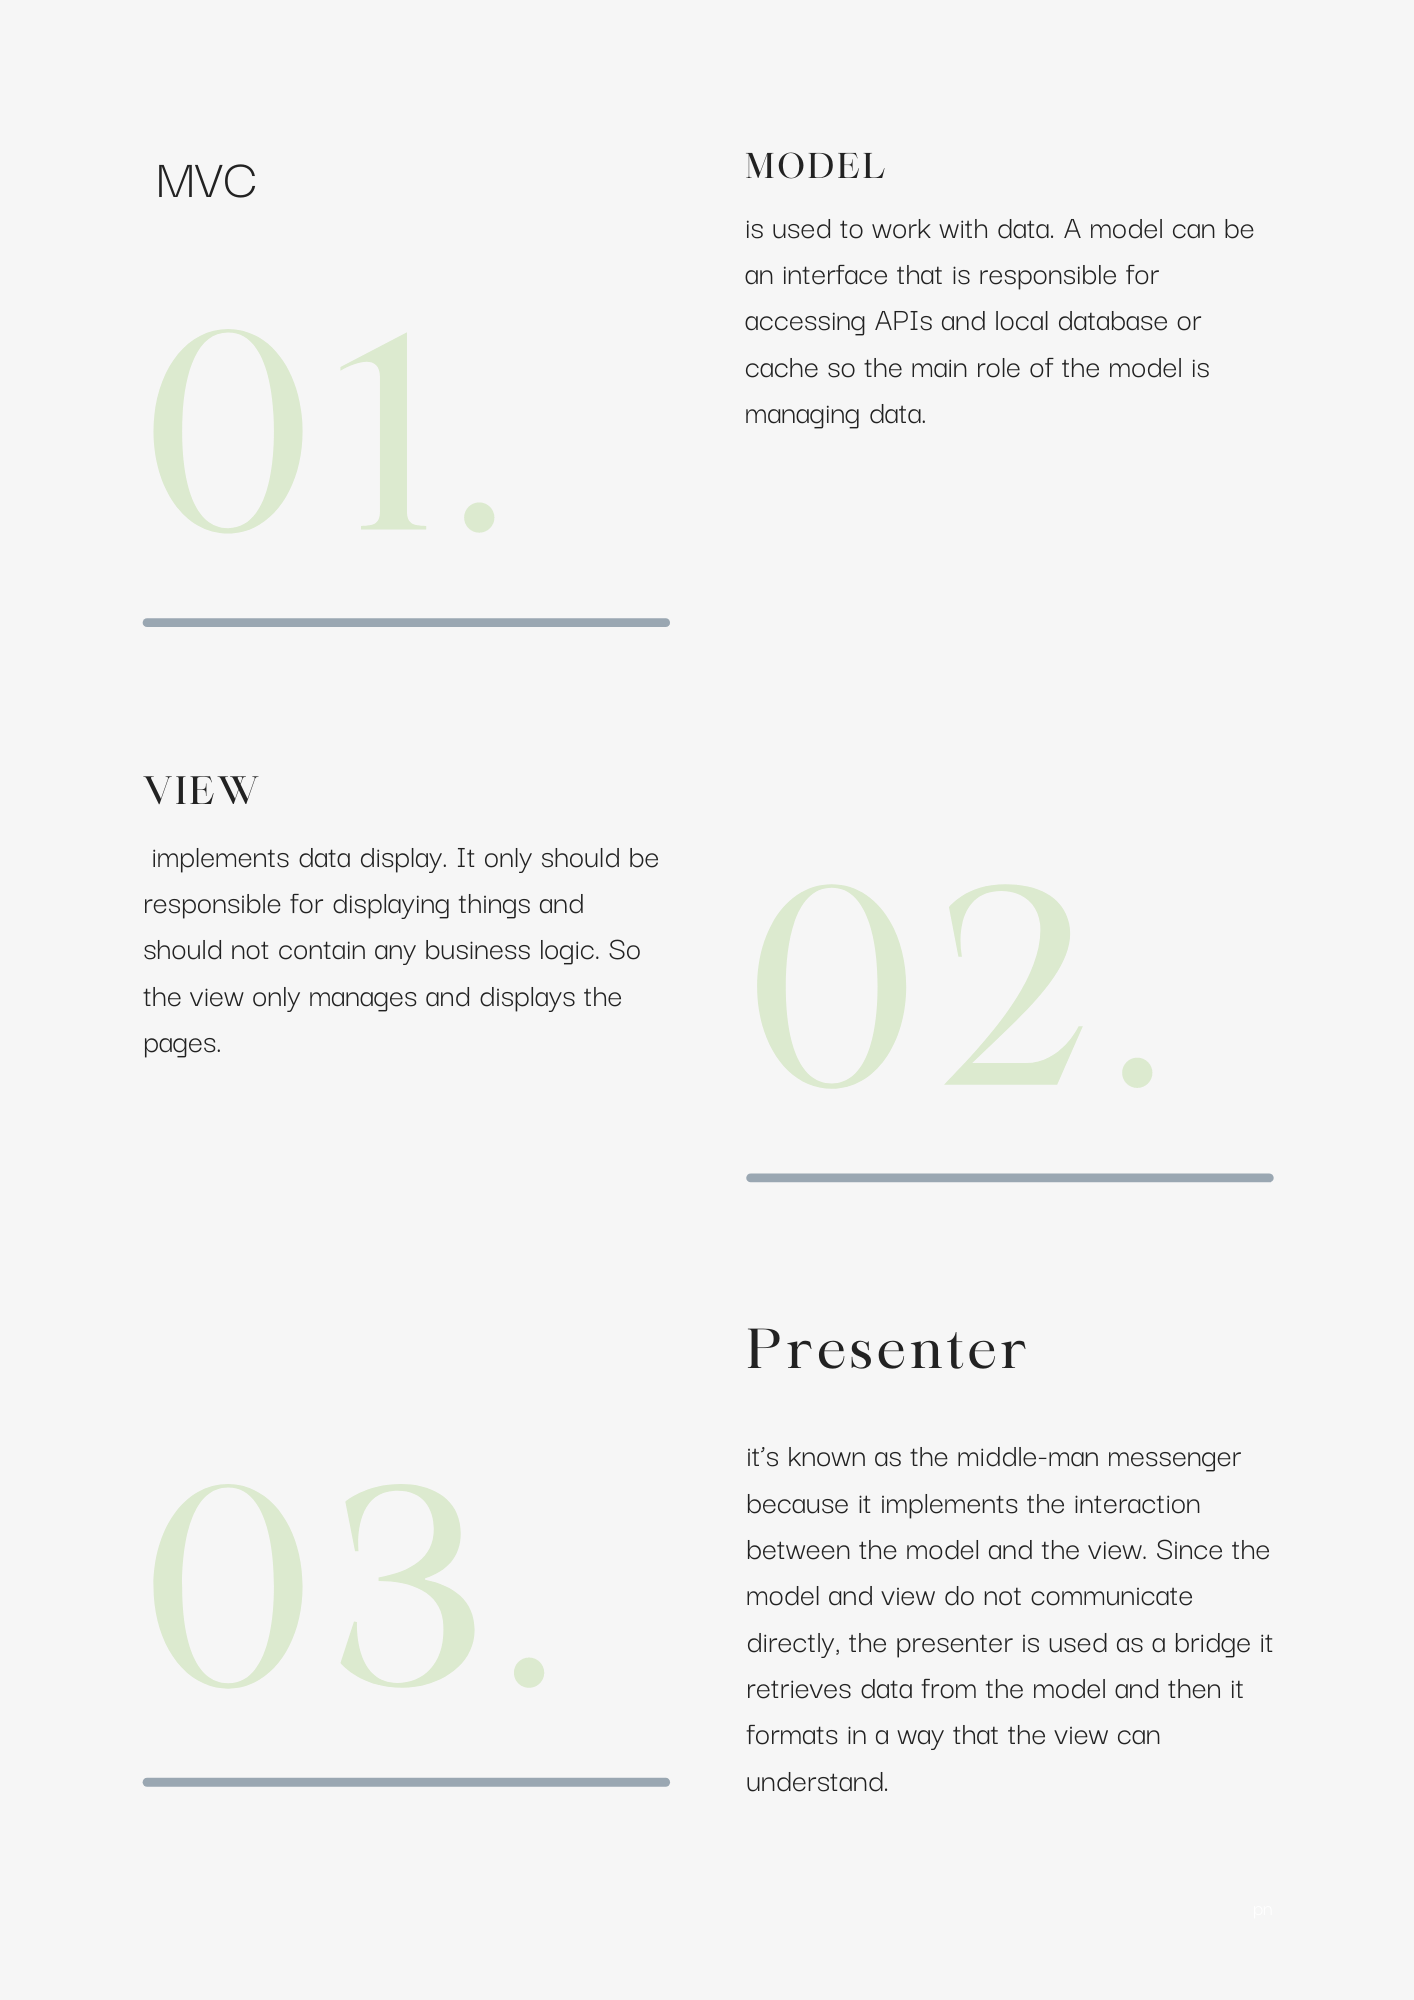 MVC
01.
MODEL
is used to work with data. A model can be
an interface that is responsible for
accessing APIs and local database or
cache so the main role of the model is
managing data.
VIEW
implements data display. It only should be
responsible for displaying things and
should not contain any business logic. So
the view only manages and displays the
pages.
02.
03.
Presenter
it’s known as the middle-man messenger
because it implements the interaction
between the model and the view. Since the
model and view do not communicate
directly, the presenter is used as a bridge it
retrieves data from the model and then it
formats in a way that the view can
understand.
pn